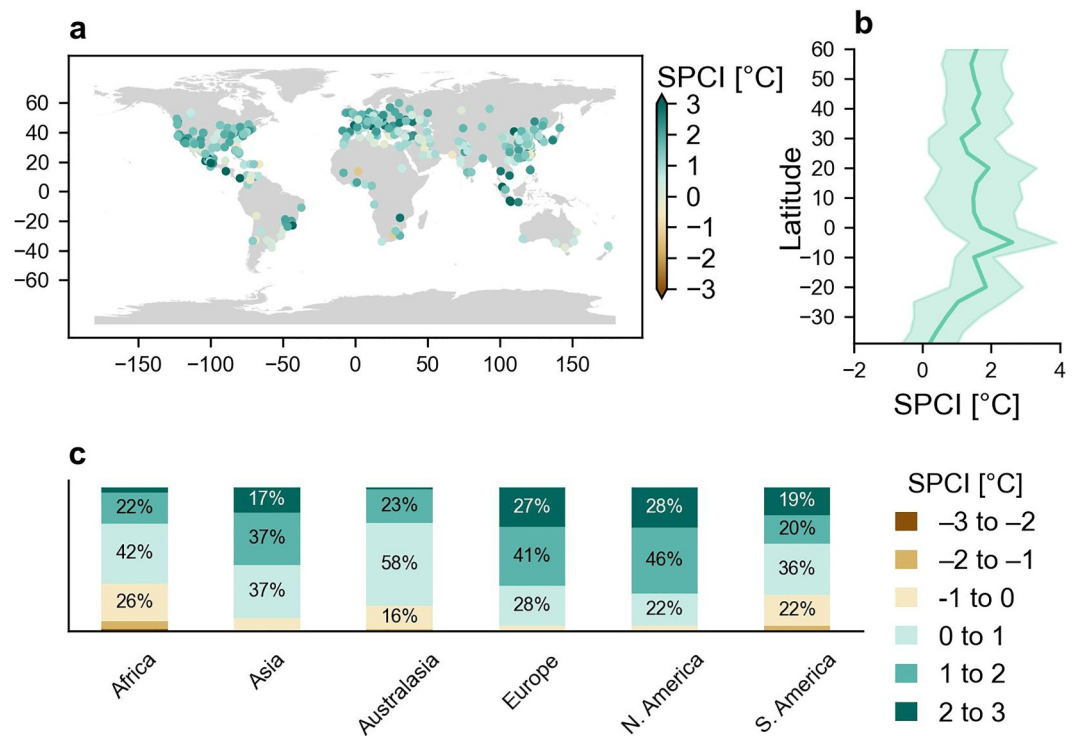 a
SPCI [°C]
60
40
20
0
−20
−40
−60
3
2
1
0
−1
−2
−3
−150
−100
−50
0
50
100
150
b
60
50
40
30
20
10
0
−10
−20
−30
Latitude
−2
0
2
4
SPCI [°C]
c
22%
42%
26%
17%
37%
37%
23%
58%
16%
27%
41%
28%
28%
46%
22%
19%
20%
36%
22%
Africa
Asia
Australasia
Europe
N. America
S. America
SPCI [°C]
–3 to –2
–2 to –1
-1 to 0
0 to 1
1 to 2
2 to 3